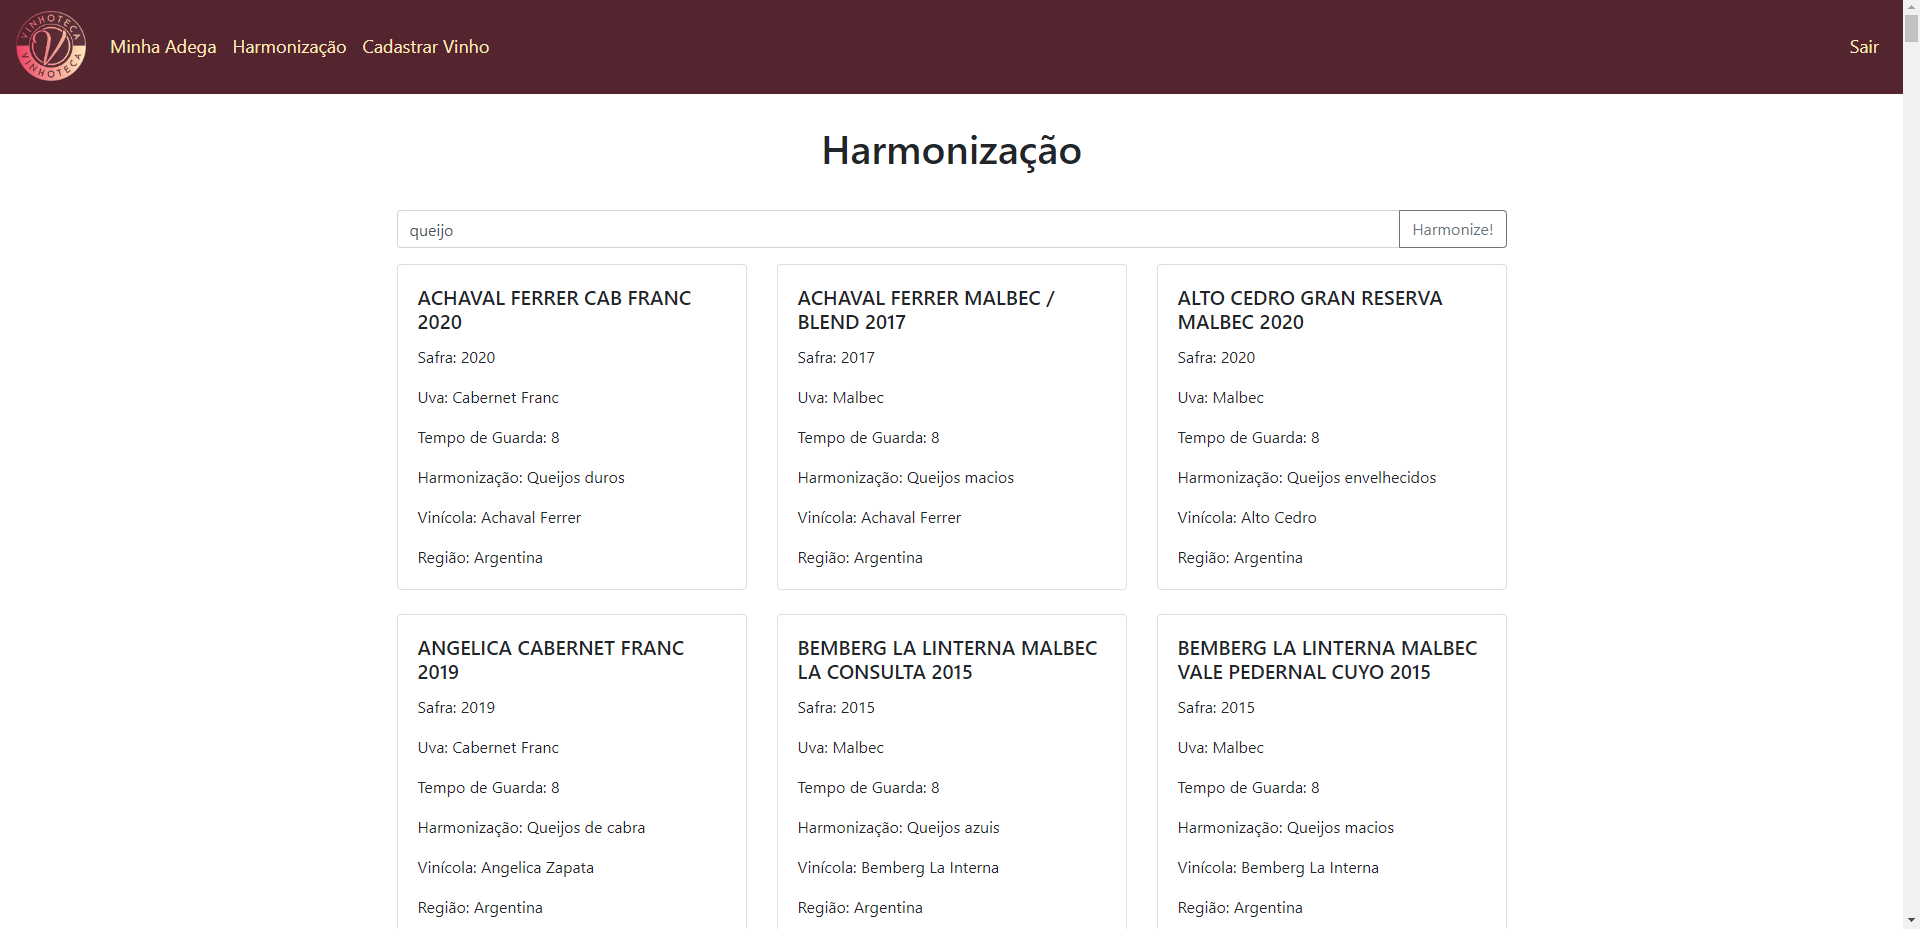 VINHOTECA
VINHOTECA
Minha Adega Harmonização Cadastrar Vinho Sair
Harmonização
queijo Harmonize!
ACHAVAL FERRER CAB FRANC
2020
Safra: 2020
Uva: Cabernet Franc
Tempo de Guarda: 8
Harmonização: Queijos duros
Vinícola: Achaval Ferrer
Região: Argentina
ACHAVAL FERRER MALBEC /
BLEND 2017
Safra: 2017
Uva: Malbec
Tempo de Guarda: 8
Harmonização: Queijos macios
Vinícola: Achaval Ferrer
Região: Argentina
ALTO CEDRO GRAN RESERVA
MALBEC 2020
Safra: 2020
Uva: Malbec
Tempo de Guarda: 8
Harmonização: Queijos envelhecidos
Vinícola: Alto Cedro
Região: Argentina
ANGELICA CABERNET FRANC
2019
Safra: 2019
Uva: Cabernet Franc
Tempo de Guarda: 8
Harmonização: Queijos de cabra
Vinícola: Angelica Zapata
Região: Argentina
BEMBERG LA LINTERNA MALBEC
LA CONSULTA 2015
Safra: 2015
Uva: Malbec
Tempo de Guarda: 8
Harmonização: Queijos azuis
Vinícola: Bemberg La Interna
Região: Argentina
BEMBERG LA LINTERNA MALBEC
VALE PEDERNAL CUYO 2015
Safra: 2015
Uva: Malbec
Tempo de Guarda: 8
Harmonização: Queijos macios
Vinícola: Bemberg La Interna
Região: Argentina